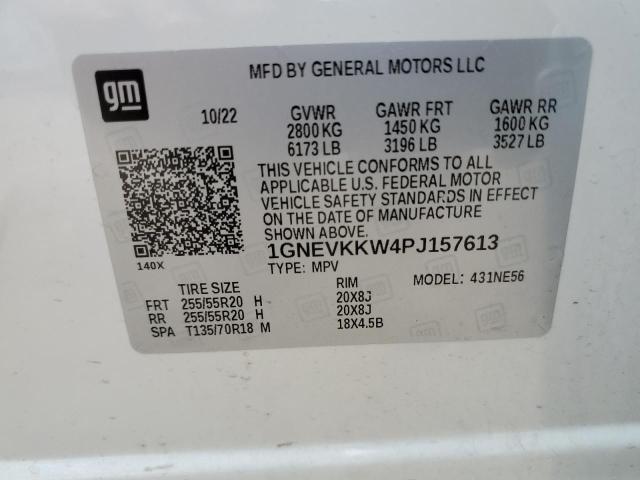 gm
MFD BY GENERAL MOTORS LLC
10/22 GVWR GAWR FRT GAWR RR
2800 KG 1450 KG 1600 KG
6173 LB 3196 LB 3527 LB
THIS VEHICLE CONFORMS TO ALL
APPLICABLE U.S. FEDERAL MOTOR
VEHICLE SAFETY STANDARDS IN EFFECT
ON THE DATE OF MANUFACTURE
SHOWN ABOVE.
140X
1GNEVKKW4PJ157613
TYPE: MPV MODEL: 431NE56
TIRE SIZE RIM
FRT 255/55R20 H 20X8J
RR 255/55R20 H 20X8J
SPA T135/70R18 M 18X4.5B